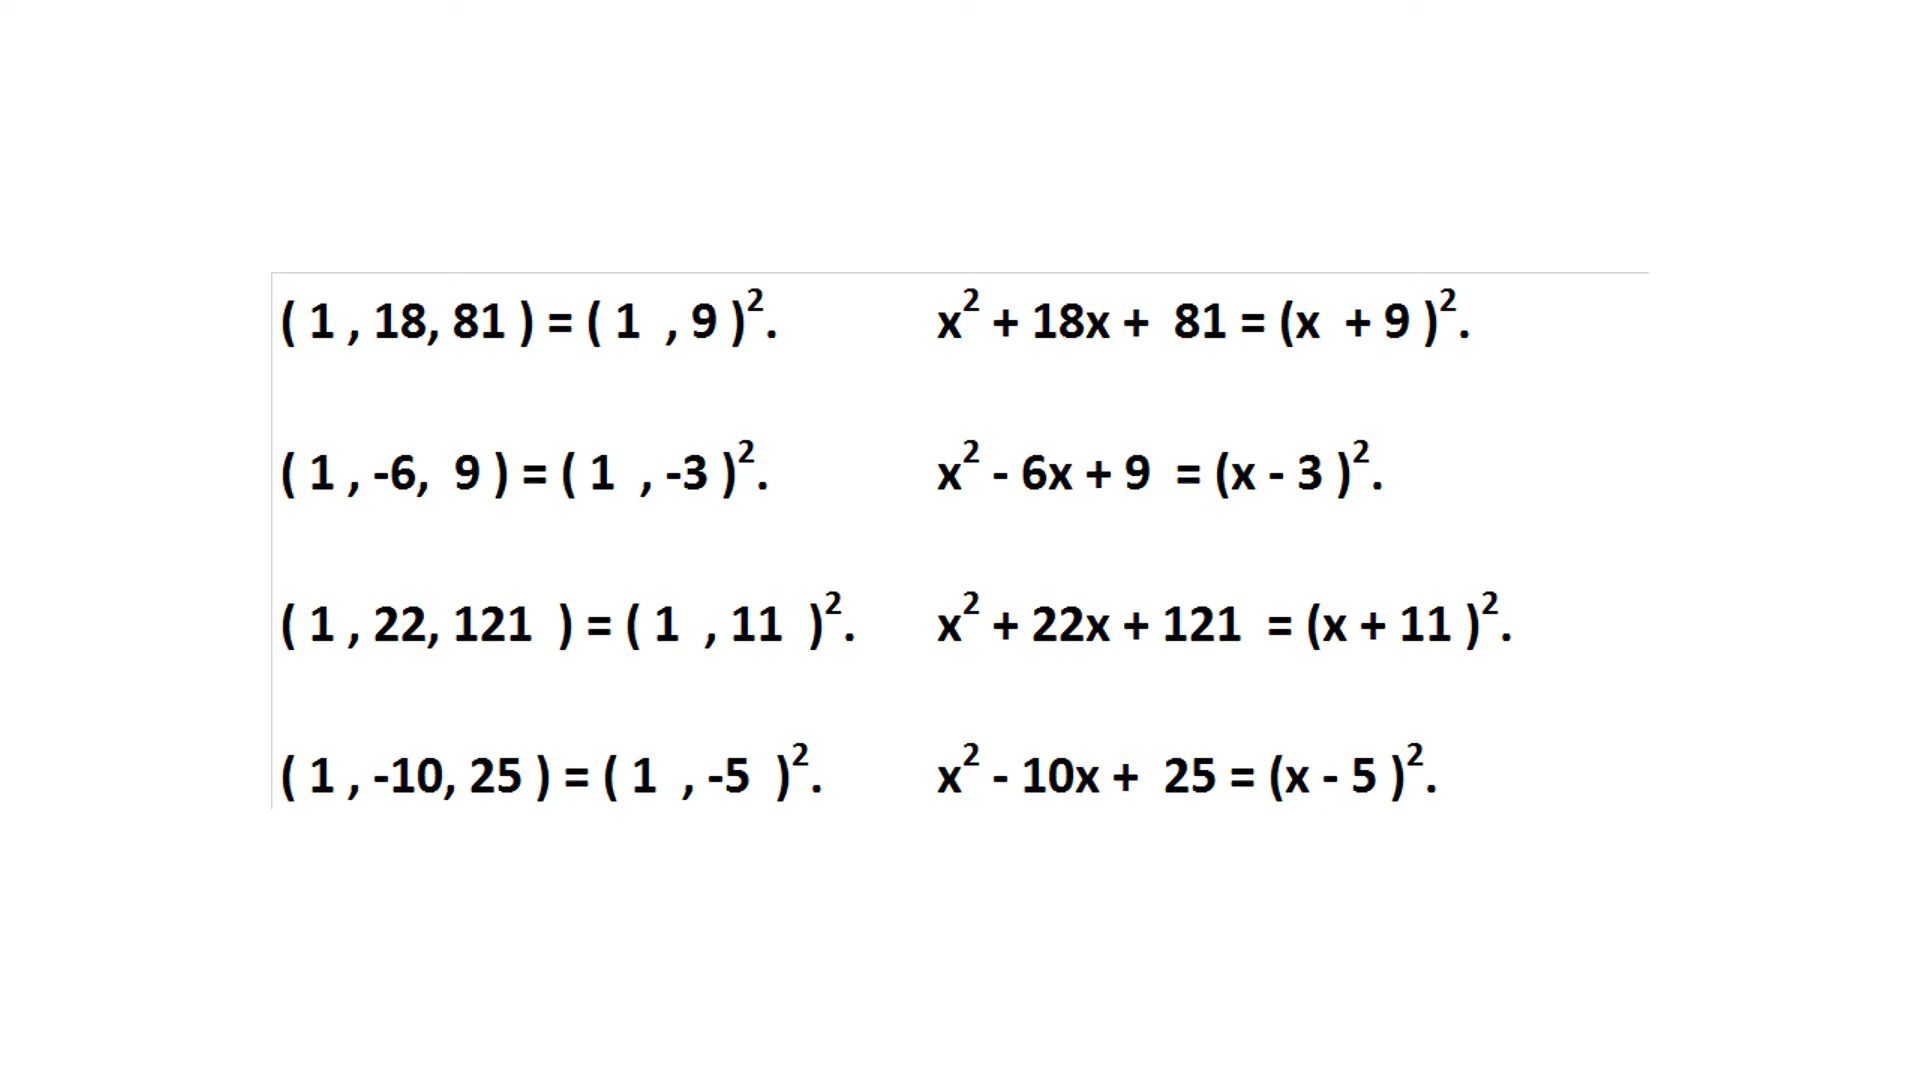 ( 1 , 18, 81 ) = ( 1 , 9 )². x² + 18x + 81 = (x + 9 )².
( 1 , -6, 9 ) = ( 1 , -3 )². x² - 6x + 9 = (x - 3 )².
( 1 , 22, 121 ) = ( 1 , 11 )². x² + 22x + 121 = (x + 11 )².
( 1 , -10, 25 ) = ( 1 , -5 )². x² - 10x + 25 = (x - 5 )².